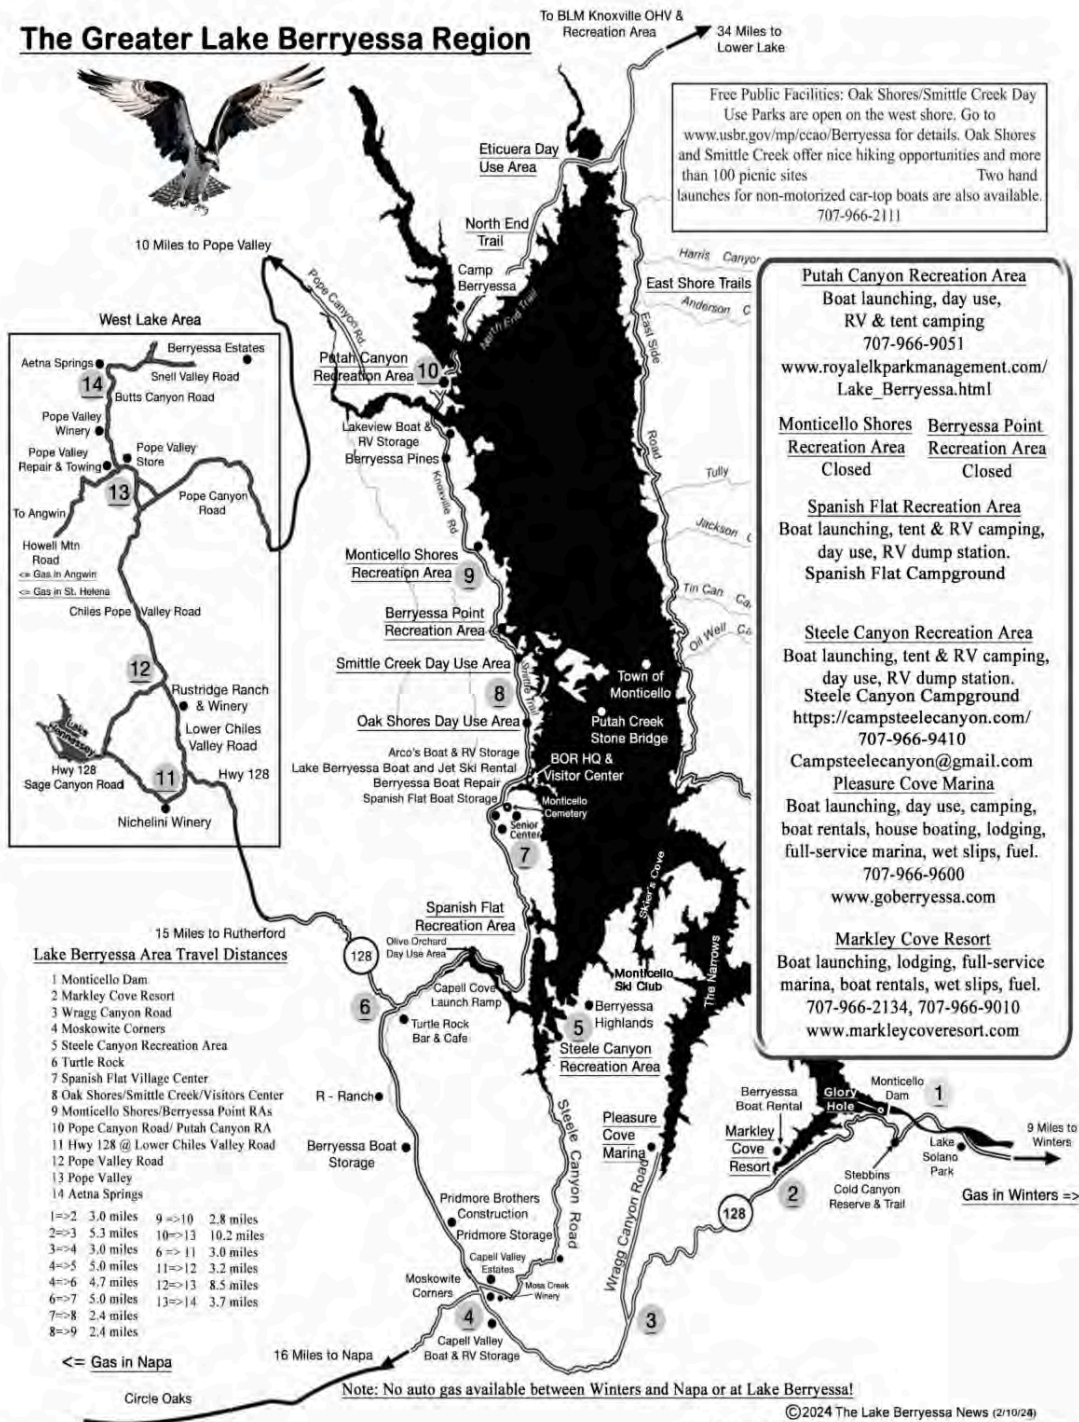 The Greater Lake Berryessa Region
To BLM Knoxville OHV &
Recreation Area
34 Miles to
Lower Lake
Free Public Facilities: Oak Shores/Smittle Creek Day
Use Parks are open on the west shore. Go to
www.usbr.gov/mp/ccao/Berryessa for details. Oak Shores
and Smittle Creek offer nice hiking opportunities and more
than 100 picnic sites Two hand
launches for non-motorized car-top boats are also available.
707-966-2111
Eticuera Day
Use Area
North End
Trail
Camp
Berryessa
North End Trail
10 Miles to Pope Valley
Pope Canyon Rd.
Harris Canyon
East Shore Trails
Anderson C
East Side
Road
Putah Canyon
Recreation Area
10
Lakeview Boat &
RV Storage
Berryessa Pines
Knoxville Rd
Tully
Jackson C
Tin Can Ca
Oil Well Ca
Monticello Shores
Recreation Area
9
Berryessa Point
Recreation Area
Smittle Creek Day Use Area
8
Smittle Trail
Oak Shores Day Use Area
Town of
Monticello
Putah Creek
Stone Bridge
Arco's Boat & RV Storage
Lake Berryessa Boat and Jet Ski Rental
Berryessa Boat Repair
Spanish Flat Boat Storage
BOR HQ &
Visitor Center
Monticello
Cemetery
Senior
Center
7
West Lake Area
Berryessa Estates
Aetna Springs
Snell Valley Road
14
Butts Canyon Road
Pope Valley
Winery
Pope Valley
Store
Pope Valley
Repair & Towing
13
Pope Canyon
Road
To Angwin
Howell Mtn
Road
<= Gas in Angwin
<= Gas in St. Helena
Chiles Pope Valley Road
12
Rustridge Ranch
& Winery
Lake
Hennessey
Lower Chiles
Valley Road
Hwy 128
Sage Canyon Road
11
Hwy 128
Nichelini Winery
Putah Canyon Recreation Area
Boat launching, day use,
RV & tent camping
707-966-9051
www.royalelkparkmanagement.com/
Lake_Berryessa.html
Monticello Shores
Recreation Area
Closed
Berryessa Point
Recreation Area
Closed
Spanish Flat Recreation Area
Boat launching, tent & RV camping,
day use, RV dump station.
Spanish Flat Campground
Steele Canyon Recreation Area
Boat launching, tent & RV camping,
day use, RV dump station.
Steele Canyon Campground
https://campsteelecanyon.com/
707-966-9410
Campsteelecanyon@gmail.com
Pleasure Cove Marina
Boat launching, day use, camping,
boat rentals, house boating, lodging,
full-service marina, wet slips, fuel.
707-966-9600
www.goberryessa.com
Markley Cove Resort
Boat launching, lodging, full-service
marina, boat rentals, wet slips, fuel.
707-966-2134, 707-966-9010
www.markleycoveresort.com
Skier's Cove
The Narrows
Spanish Flat
Recreation Area
Olive Orchard
Day Use Area
15 Miles to Rutherford
128
6
Capell Cove
Launch Ramp
Turtle Rock
Bar & Cafe
Monticello
Ski Club
Berryessa
Highlands
5
Steele Canyon
Recreation Area
R - Ranch
Berryessa Boat
Storage
Steele Canyon Road
Pleasure
Cove
Marina
Wragg Canyon Road
Pridmore Brothers
Construction
Pridmore Storage
Capell Valley
Estates
Moss Creek
Winery
Moskowite
Corners
4
Capell Valley
Boat & RV Storage
3
128
2
Berryessa
Boat Rental
Markley
Cove
Resort
Glory
Hole
Monticello
Dam
1
Lake
Solano
Park
Stebbins
Cold Canyon
Reserve & Trail
9 Miles to
Winters
Gas in Winters =>
Lake Berryessa Area Travel Distances
1 Monticello Dam
2 Markley Cove Resort
3 Wragg Canyon Road
4 Moskowite Corners
5 Steele Canyon Recreation Area
6 Turtle Rock
7 Spanish Flat Village Center
8 Oak Shores/Smittle Creek/Visitors Center
9 Monticello Shores/Berryessa Point RAs
10 Pope Canyon Road/ Putah Canyon RA
11 Hwy 128 @ Lower Chiles Valley Road
12 Pope Valley Road
13 Pope Valley
14 Aetna Springs
1=>2 3.0 miles 9 =>10 2.8 miles
2=>3 5.3 miles 10=>13 10.2 miles
3=>4 3.0 miles 6 => 11 3.0 miles
4=>5 5.0 miles 11=>12 3.2 miles
4=>6 4.7 miles 12=>13 8.5 miles
6=>7 5.0 miles 13=>14 3.7 miles
7=>8 2.4 miles
8=>9 2.4 miles
<= Gas in Napa
16 Miles to Napa
Circle Oaks
Note: No auto gas available between Winters and Napa or at Lake Berryessa!
©2024 The Lake Berryessa News (2/10/24)